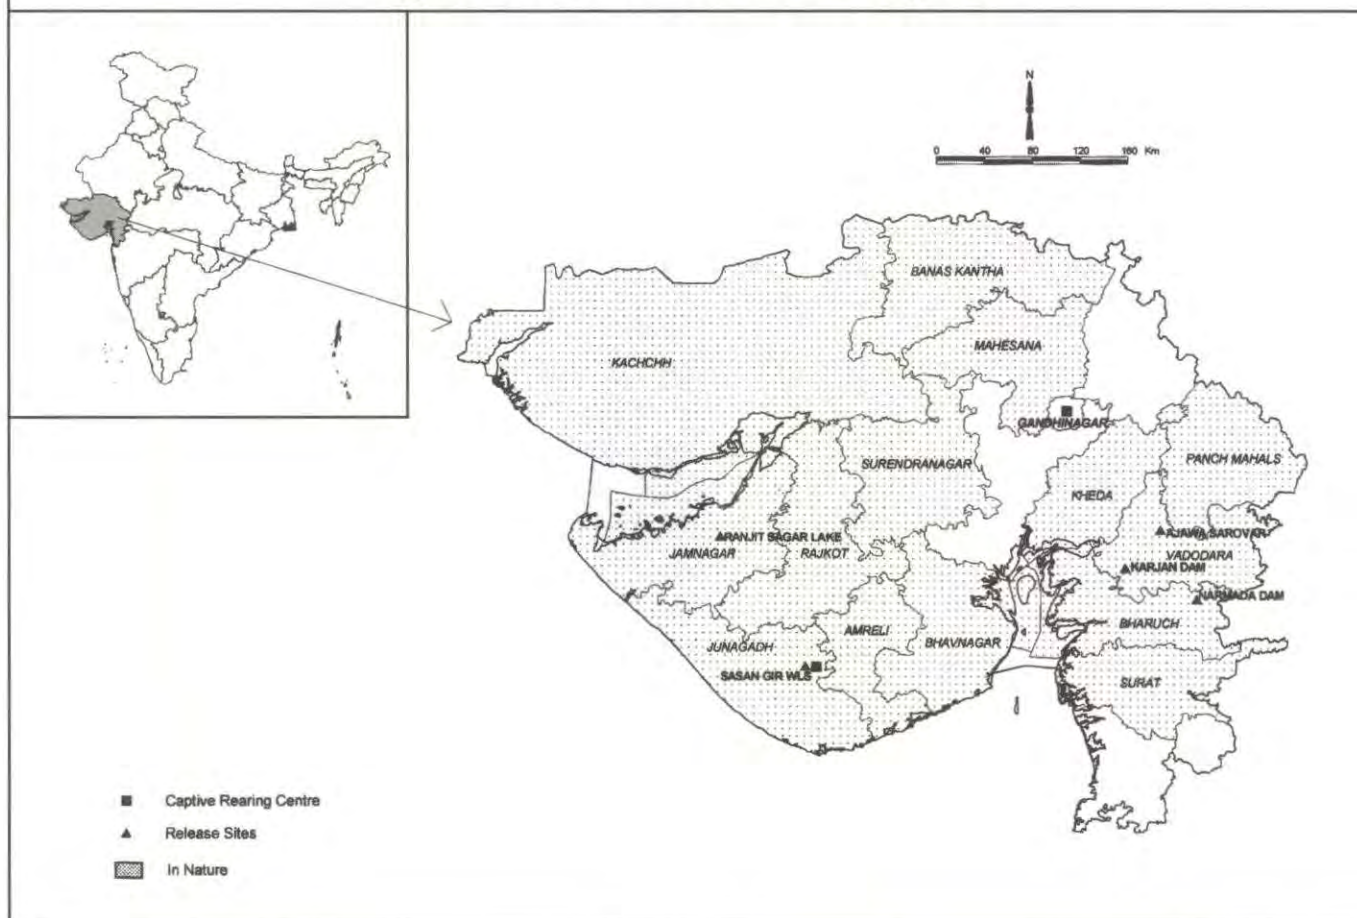 N
0 40 80 120 160 Km
BANAS KANTHA
MAHESANA
KACHCHH
GANDHINAGAR
SURENDRANAGAR
PANCH MAHALS
KHEDA
RANJIT SAGAR LAKE
AJAWA SAROVAR
JAMNAGAR
RAJKOT
VADODARA
KARJAN DAM
NARMADA DAM
BHARUCH
AMRELI
BHAVNAGAR
JUNAGADH
SASAN GIR WLS
SURAT
Captive Rearing Centre
Release Sites
In Nature